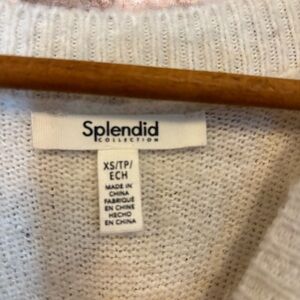 Splendid
COLLECTION
XS/TP/
ECH
MADE IN
CHINA
FABRIQUÉ
EN CHINE
HECHO
EN CHINA